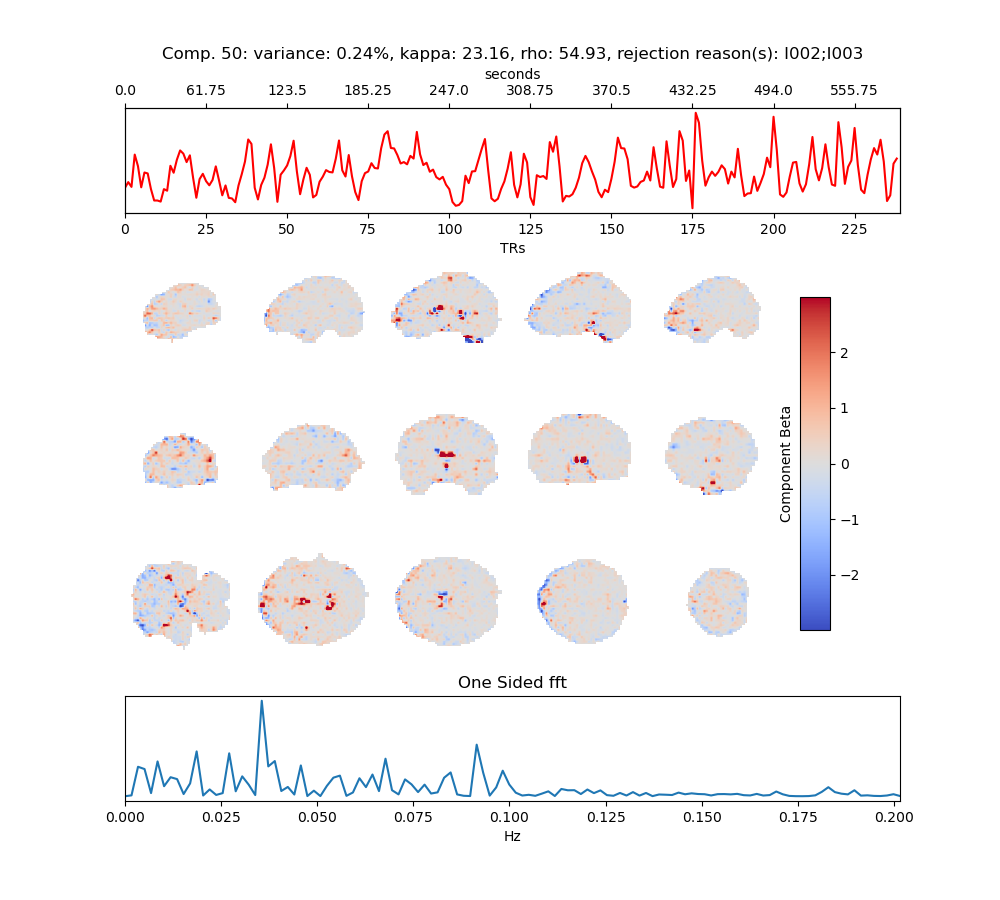 Comp. 50: variance: 0.24%, kappa: 23.16, rho: 54.93, rejection reason(s): I002;I003
seconds
0.0 61.75 123.5 185.25 247.0 308.75 370.5 432.25 494.0 555.75
0 25 50 75 100 125 150 175 200 225
TRs
2
1
0
−1
−2
Component Beta
One Sided fft
0.000 0.025 0.050 0.075 0.100 0.125 0.150 0.175 0.200
Hz